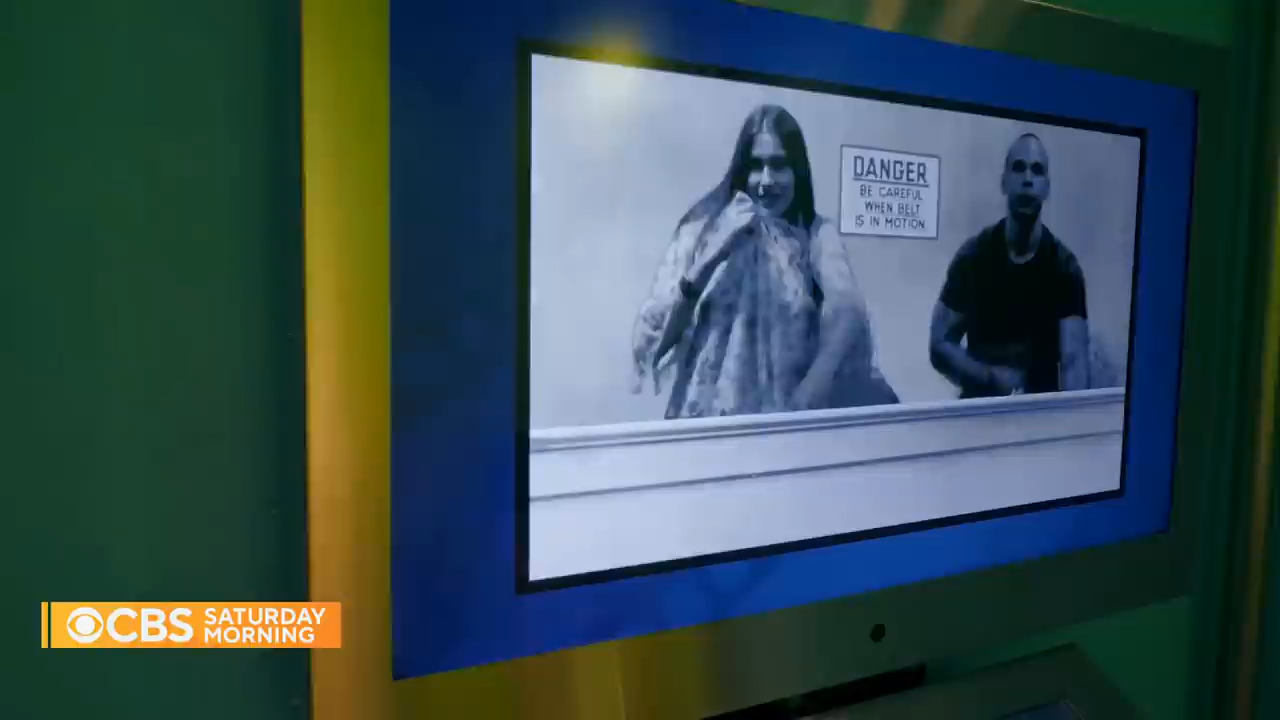 DANGER
BE CAREFUL
WHEN BELT
IS IN MOTION
CBS SATURDAY
MORNING